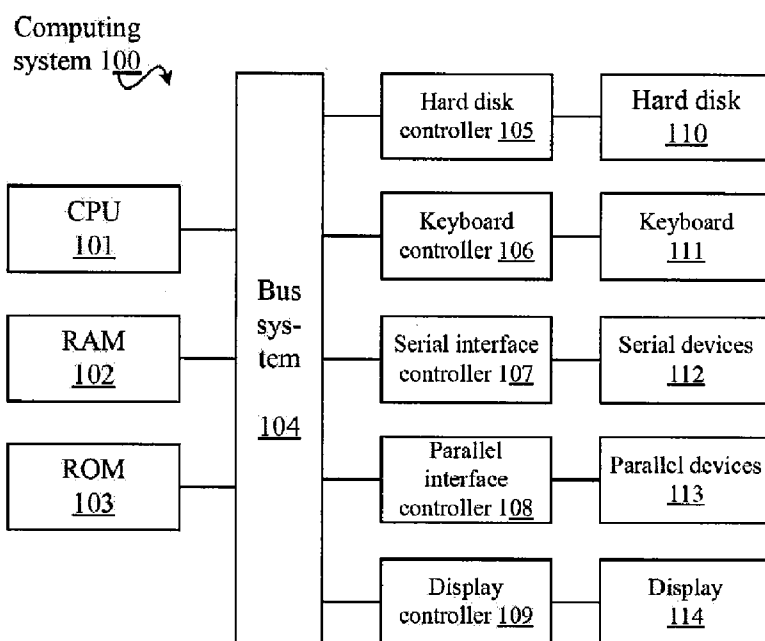 Computing
system 100
CPU
101
RAM
102
ROM
103
Bus
sys-
tem
104
Hard disk
controller 105
Hard disk
110
Keyboard
controller 106
Keyboard
111
Serial interface
controller 107
Serial devices
112
Parallel
interface
controller 108
Parallel devices
113
Display
controller 109
Display
114